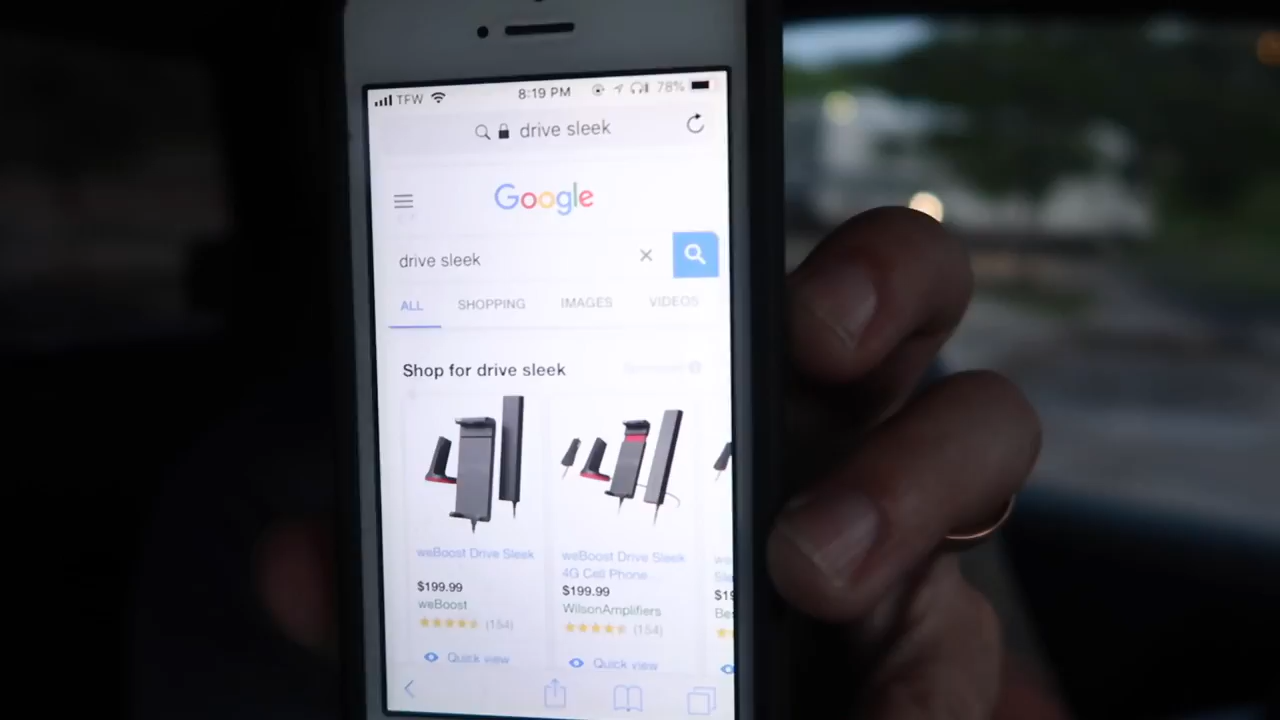 TFW 8:19 PM 78%
drive sleek
Google
drive sleek
ALL SHOPPING IMAGES VIDEOS
Shop for drive sleek
weBoost Drive Sleek
$199.99
weBoost
(154)
Quick view
weBoost Drive Sleek
4G Cell Phone...
$199.99
WilsonAmplifiers
(154)
Quick view